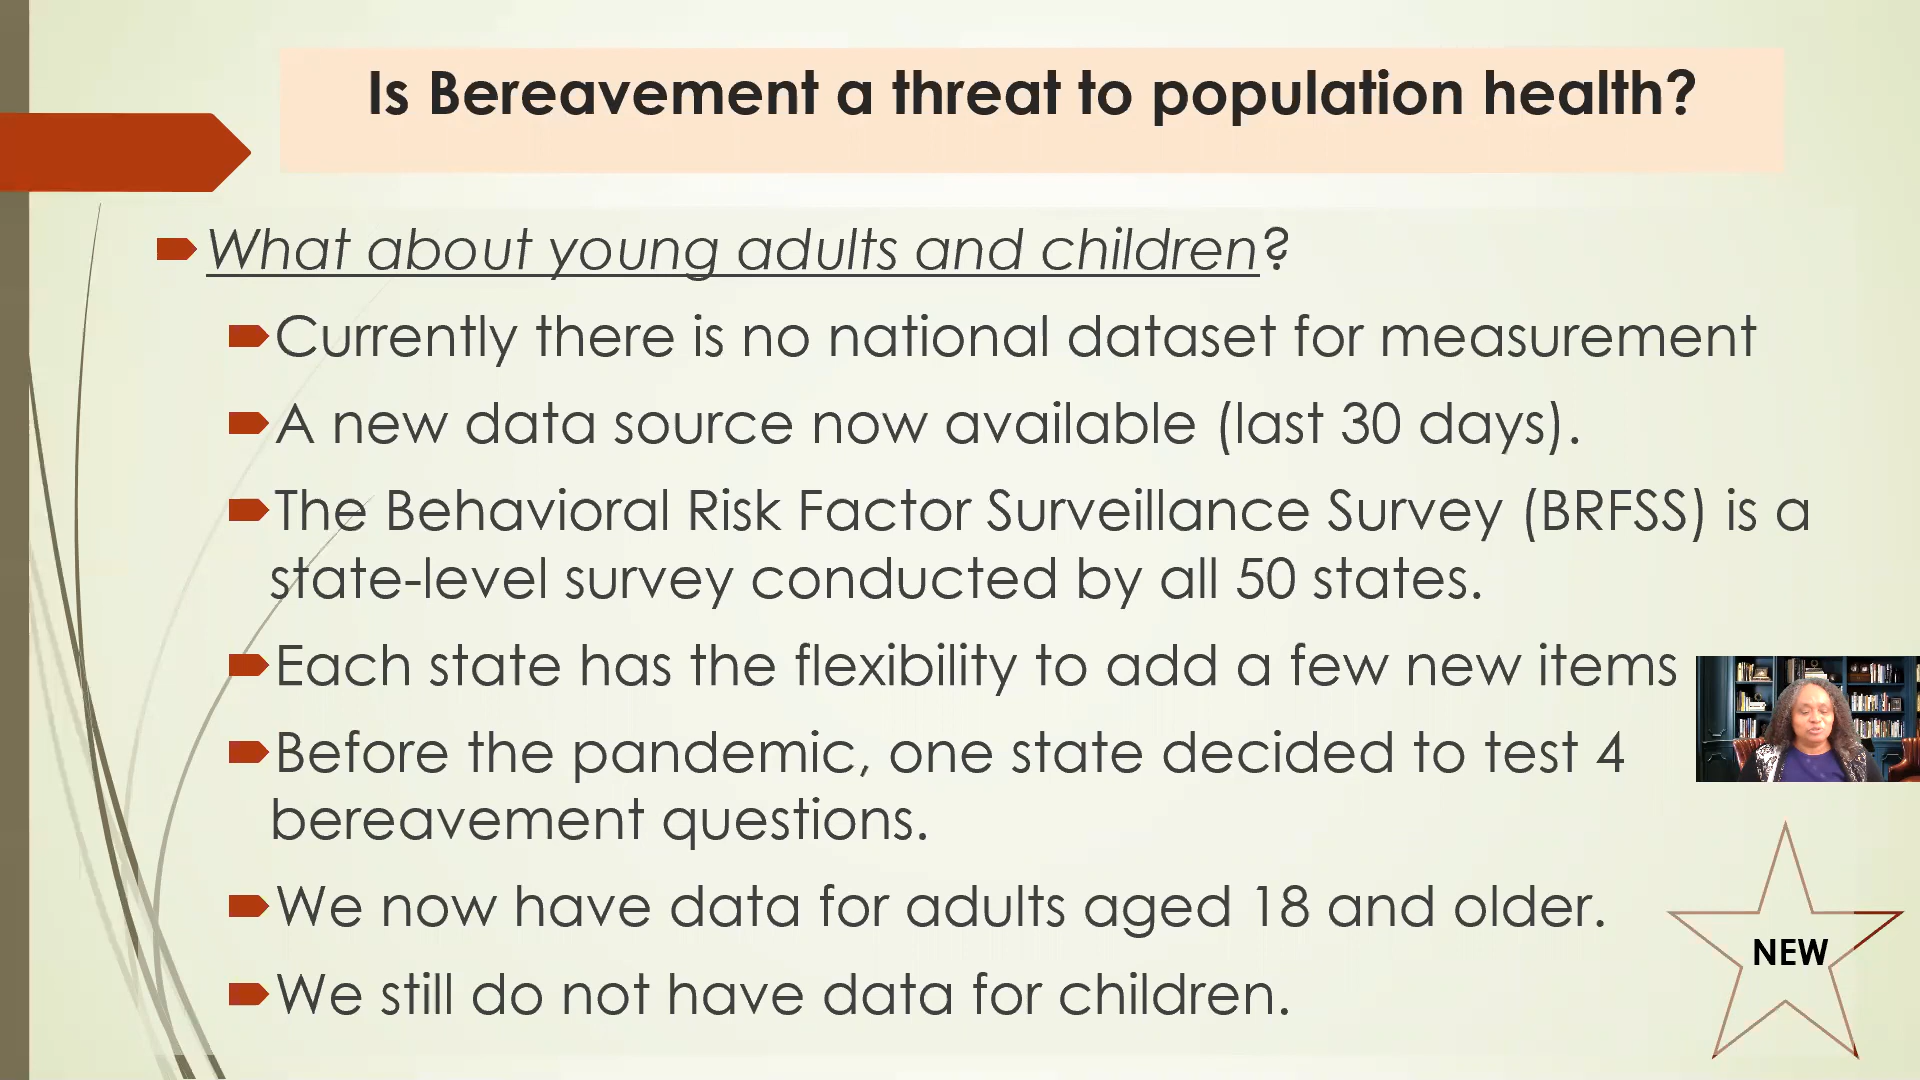 Is Bereavement a threat to population health?
What about young adults and children?
Currently there is no national dataset for measurement
A new data source now available (last 30 days).
The Behavioral Risk Factor Surveillance Survey (BRFSS) is a
state-level survey conducted by all 50 states.
Each state has the flexibility to add a few new items
Before the pandemic, one state decided to test 4
bereavement questions.
We now have data for adults aged 18 and older.
We still do not have data for children.
NEW